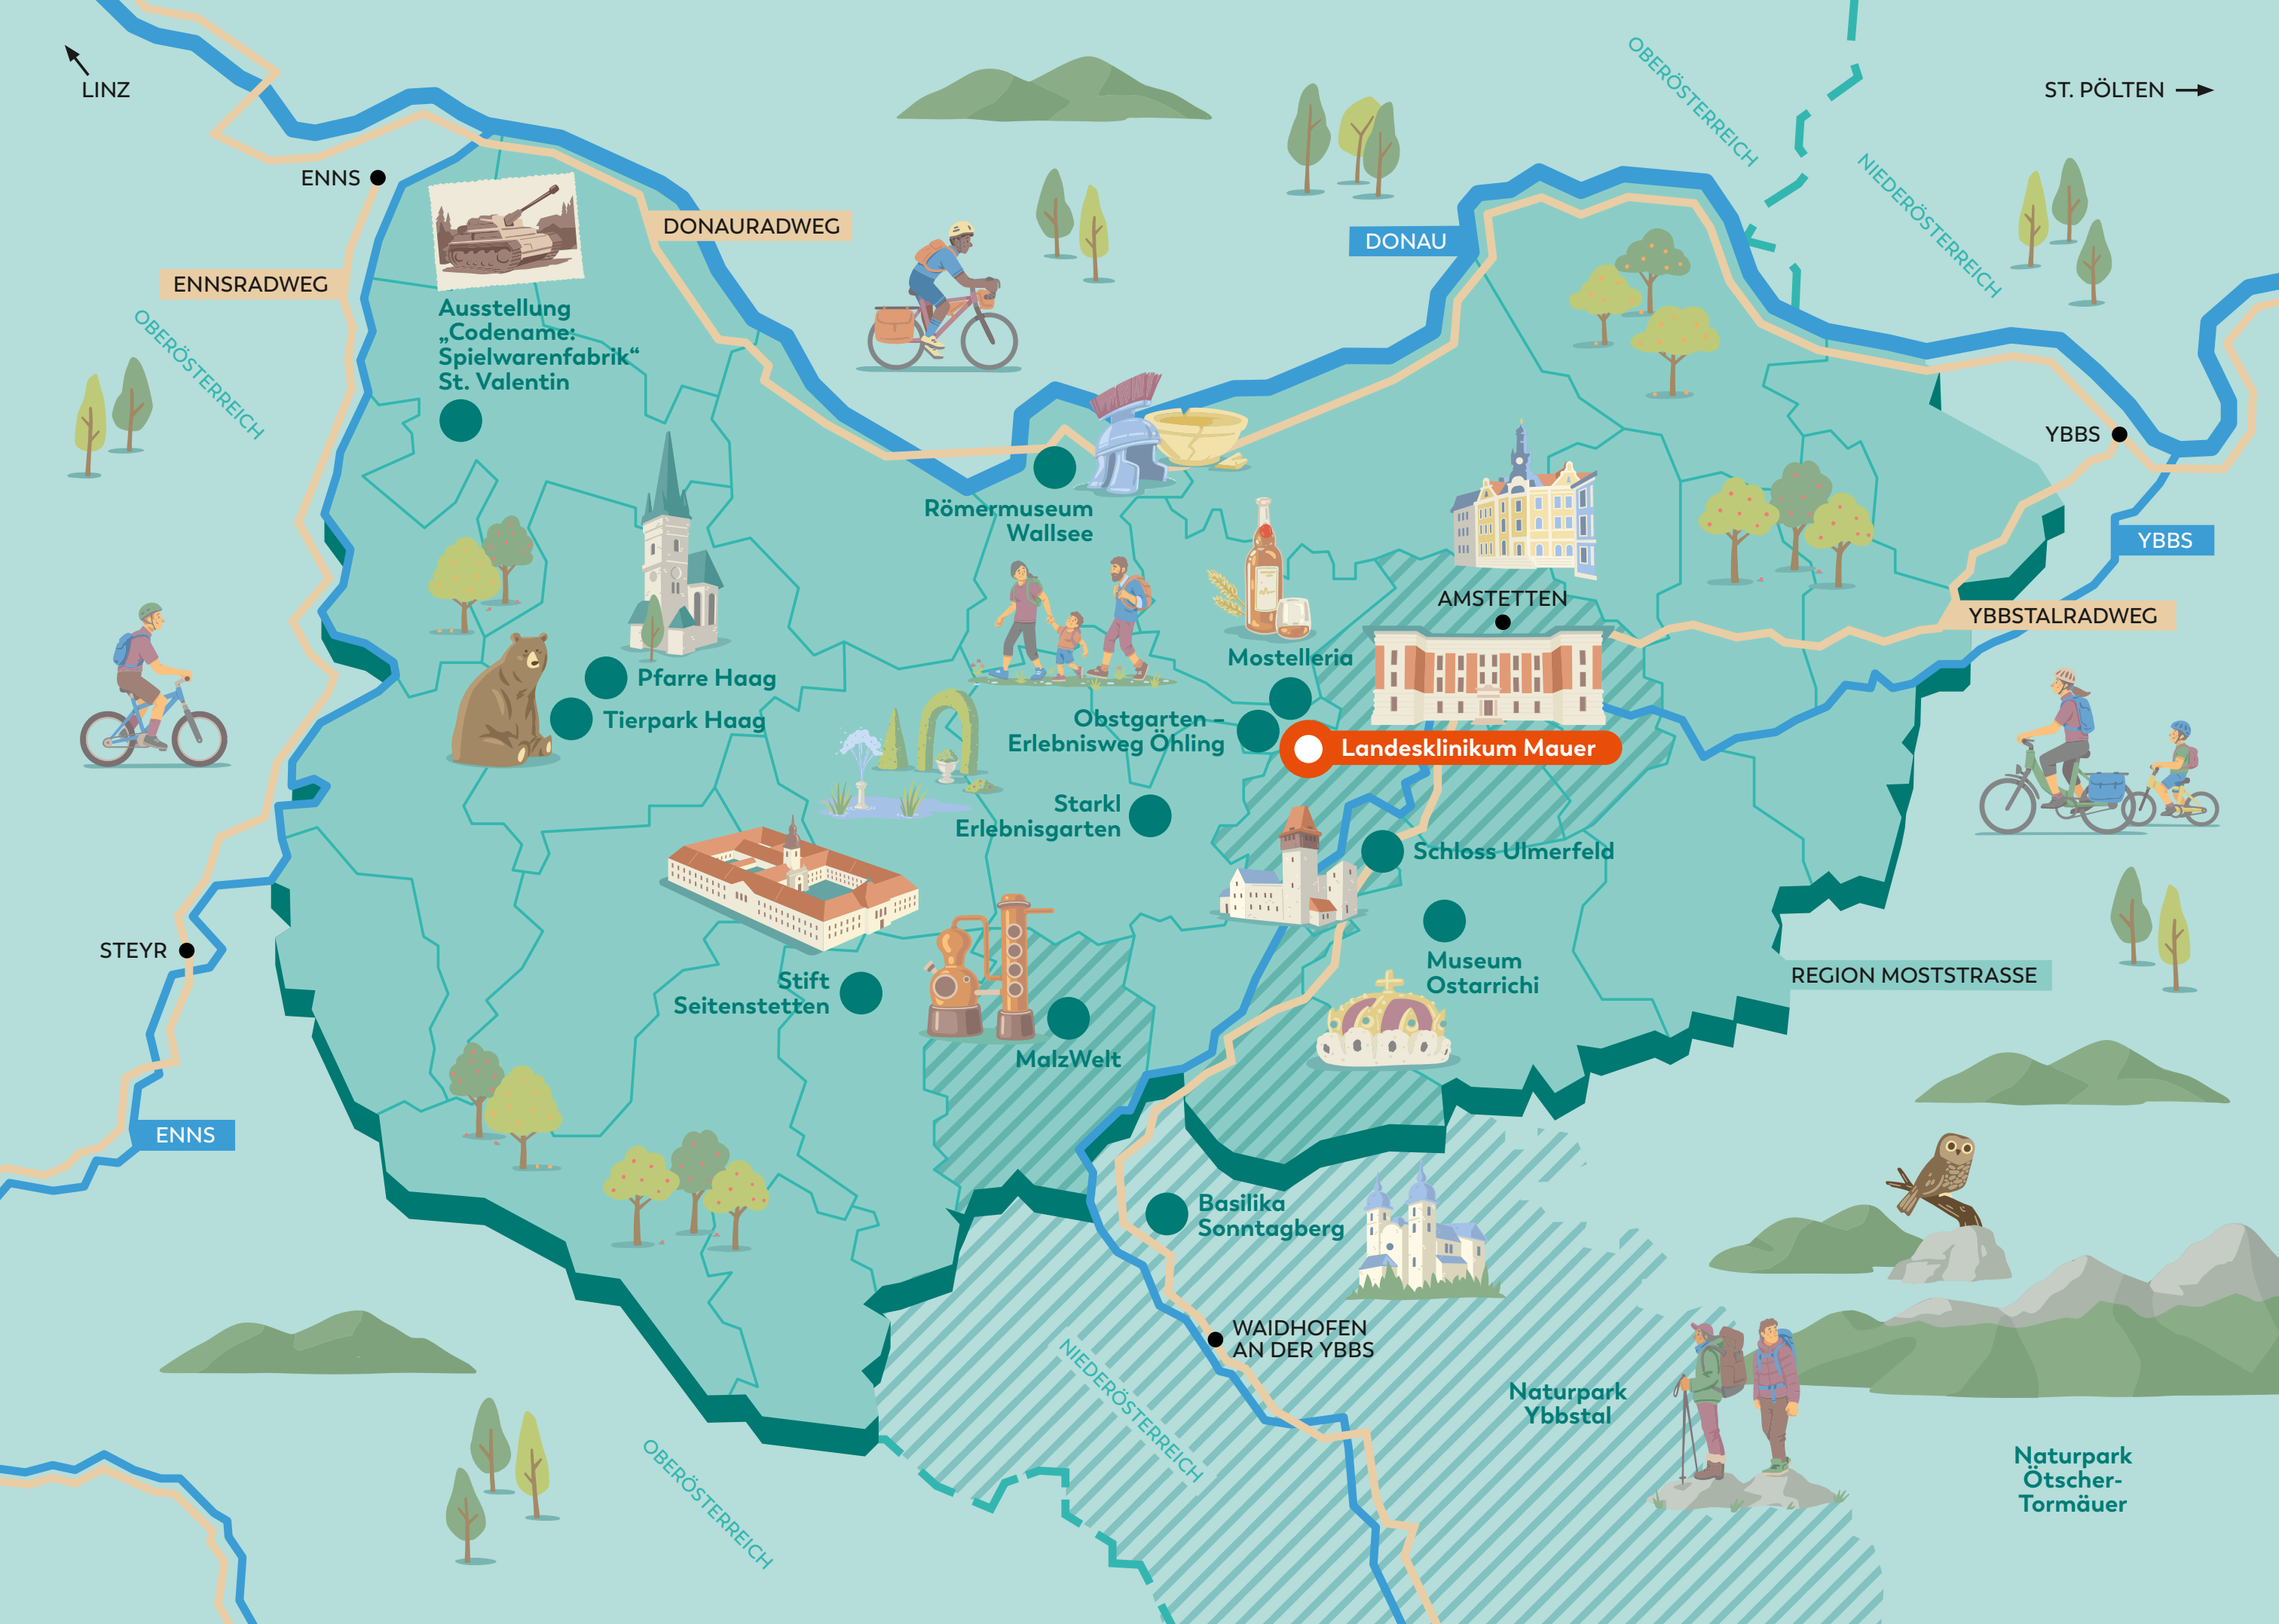 LINZ
OBERÖSTERREICH
NIEDERÖSTERREICH
ST. PÖLTEN
ENNS
DONAURADWEG
DONAU
ENNSRADWEG
OBERÖSTERREICH
Ausstellung
„Codename:
Spielwarenfabrik“
St. Valentin
YBBS
Römermuseum
Wallsee
YBBS
AMSTETTEN
YBBSTALRADWEG
Mostelleria
Pfarre Haag
Tierpark Haag
Obstgarten –
Erlebnisweg Öhling
Landesklinikum Mauer
Starkl
Erlebnisgarten
Schloss Ulmerfeld
STEYR
Museum
Ostarrichi
REGION MOSTSTRASSE
Stift
Seitenstetten
MalzWelt
ENNS
Basilika
Sonntagberg
WAIDHOFEN
AN DER YBBS
NIEDERÖSTERREICH
Naturpark
Ybbstal
OBERÖSTERREICH
Naturpark
Ötscher-
Tormäuer